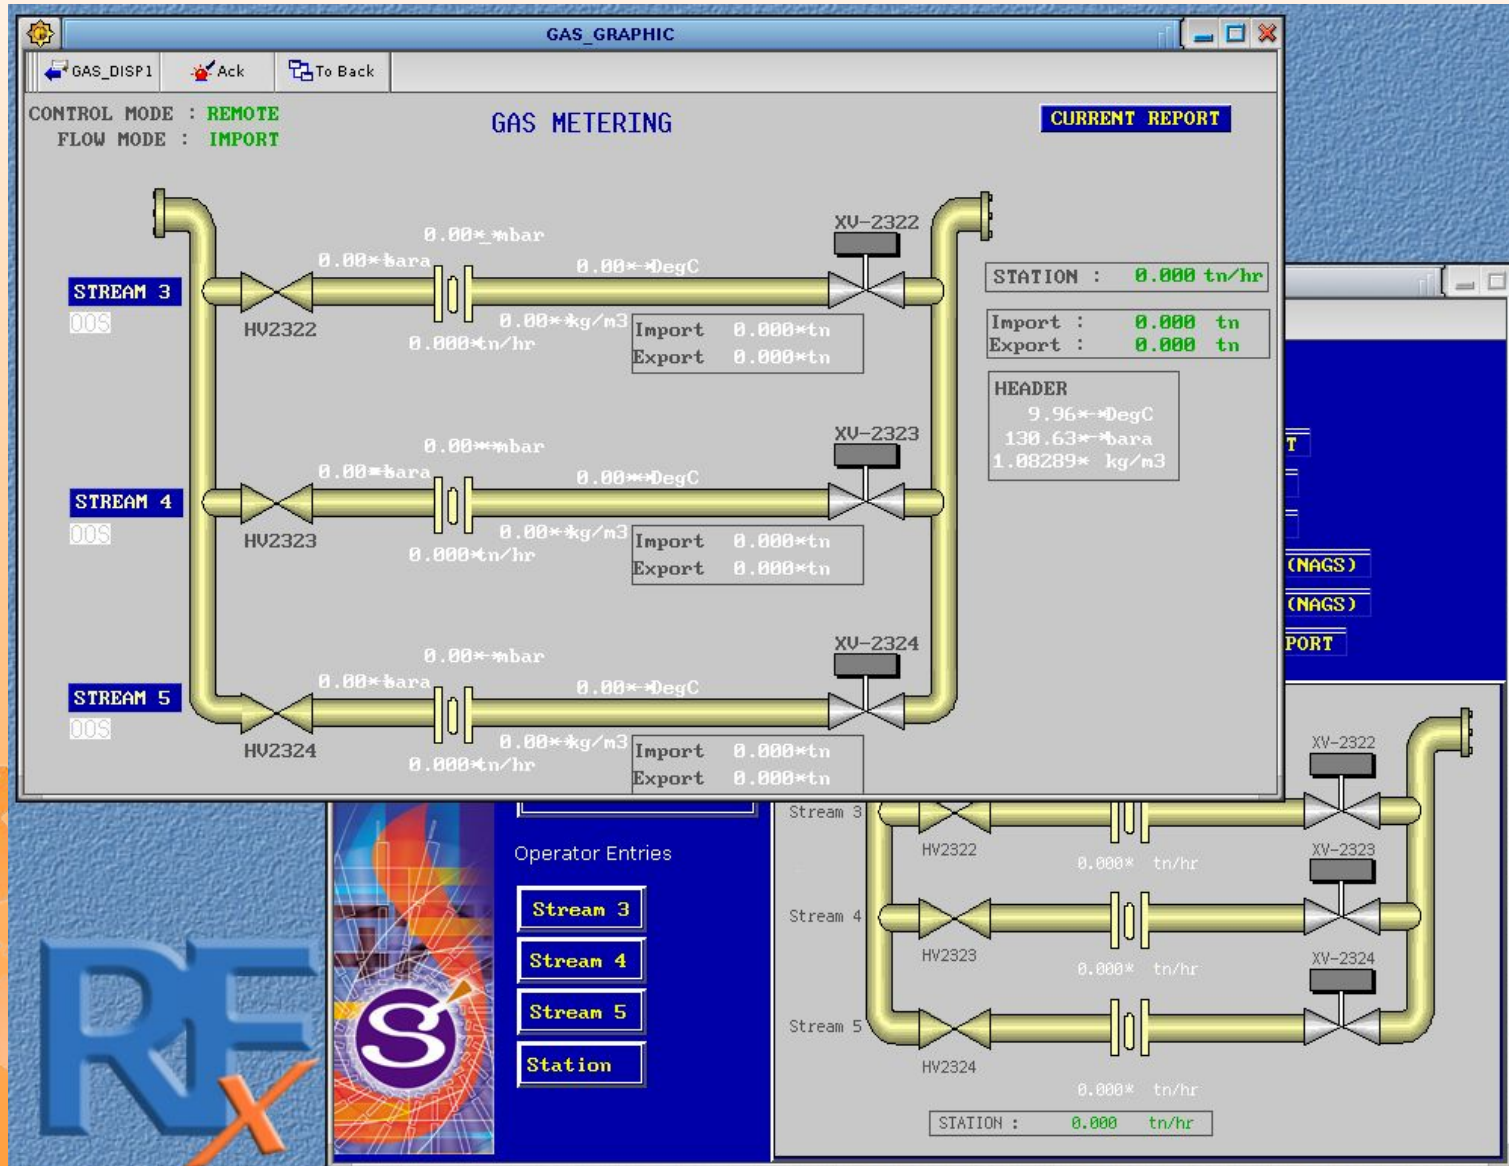 GAS_GRAPHIC
GAS_DISP1 Ack To Back
CONTROL MODE : REMOTE
FLOW MODE : IMPORT
GAS METERING
CURRENT REPORT
XV-2322
0.00*_*mbar
0.00**bara
0.00**DegC
STREAM 3
OOS
HV2322
0.00**kg/m3
0.000*tn/hr
Import 0.000*tn
Export 0.000*tn
STATION : 0.000 tn/hr
Import : 0.000 tn
Export : 0.000 tn
HEADER
9.96**DegC
130.63**bara
1.08289* kg/m3
XV-2323
0.00**mbar
0.00**bara
0.00**DegC
STREAM 4
OOS
HV2323
0.00**kg/m3
0.000*tn/hr
Import 0.000*tn
Export 0.000*tn
XV-2324
0.00**mbar
0.00**bara
0.00**DegC
STREAM 5
OOS
HV2324
0.00**kg/m3
0.000*tn/hr
Import 0.000*tn
Export 0.000*tn
T
(NAGS)
(NAGS)
PORT
Operator Entries
Stream 3
Stream 4
Stream 5
Station
XV-2322
Stream 3
HV2322
0.000* tn/hr
XV-2323
Stream 4
HV2323
0.000* tn/hr
XV-2324
Stream 5
HV2324
0.000* tn/hr
STATION : 0.000 tn/hr
RFx
S